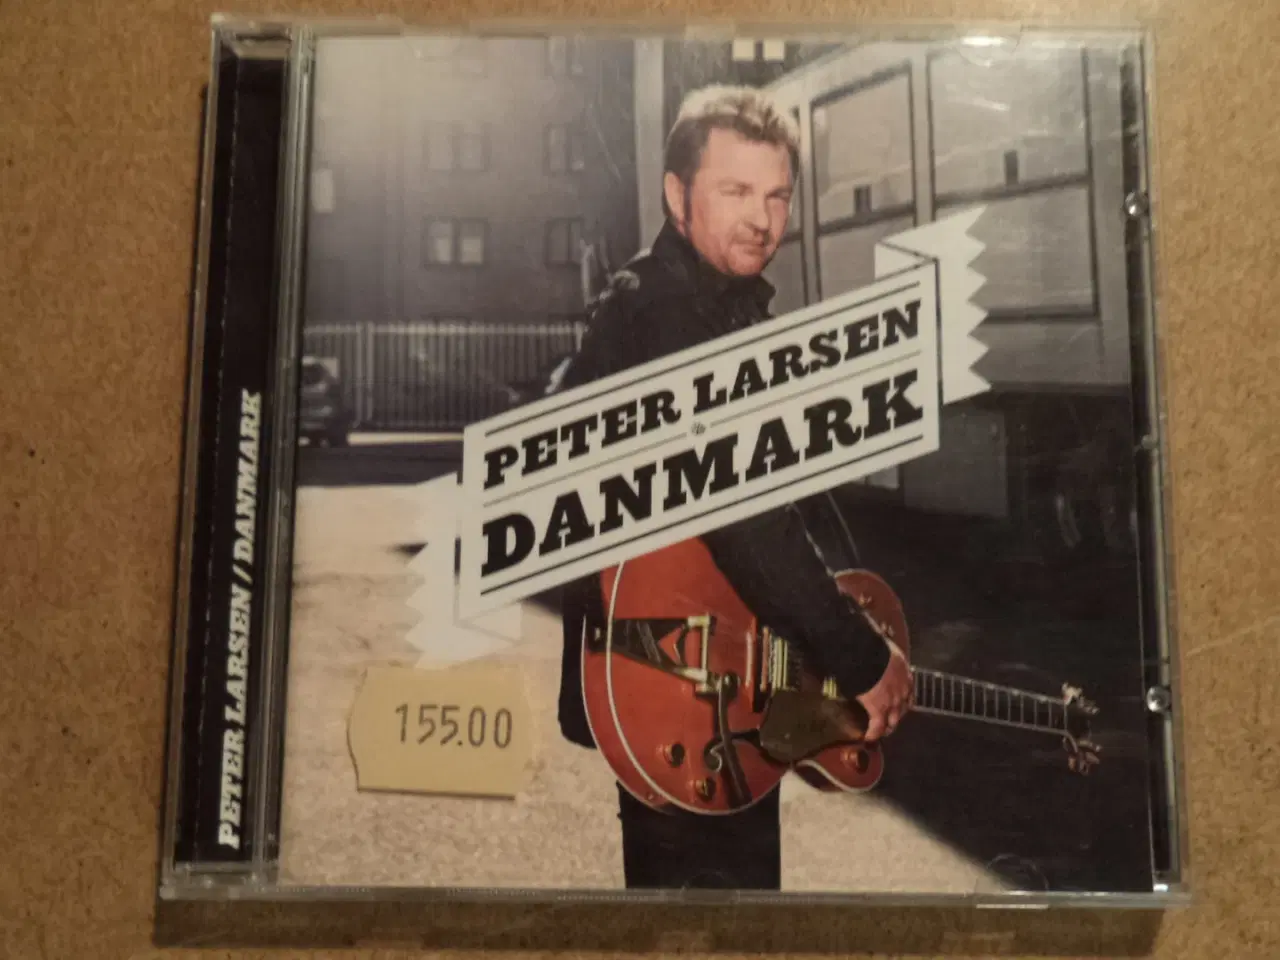 PETER LARSEN
DANMARK
155.00
PETER LARSEN // DANMARK